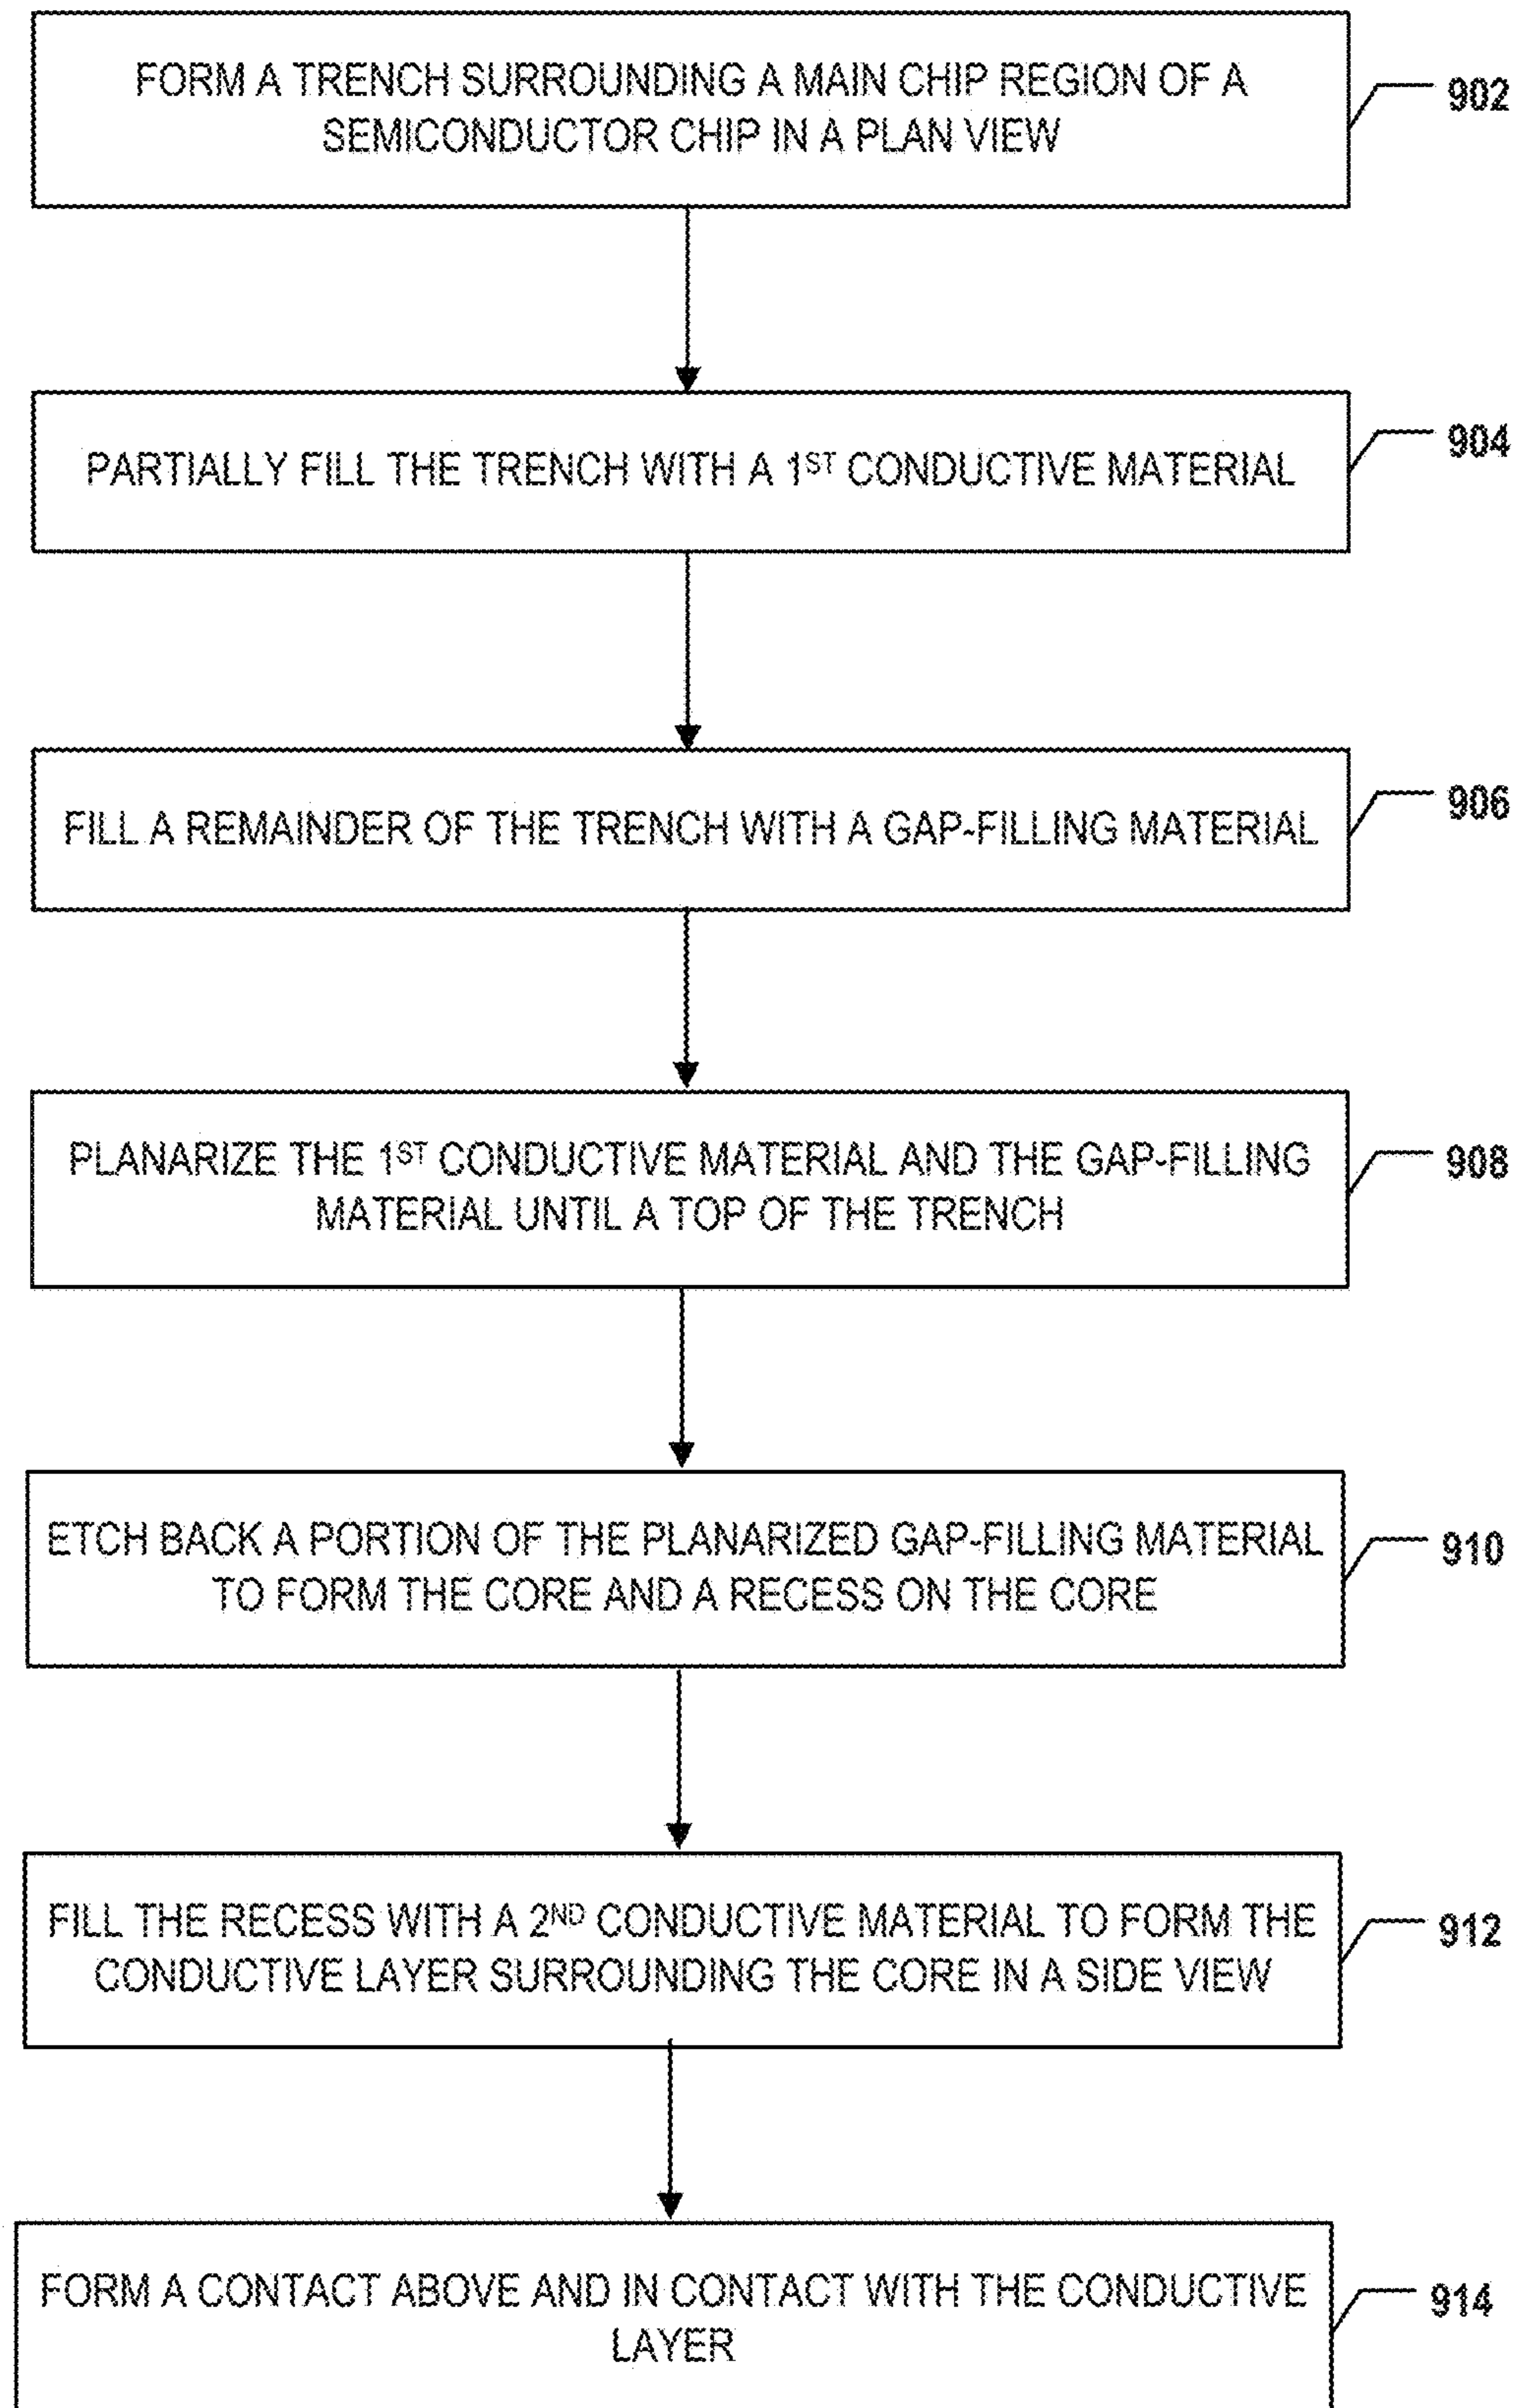 FORM A TRENCH SURROUNDING A MAIN CHIP REGION OF A
SEMICONDUCTOR CHIP IN A PLAN VIEW
902
PARTIALLY FILL THE TRENCH WITH A 1ST CONDUCTIVE MATERIAL
904
FILL A REMAINDER OF THE TRENCH WITH A GAP-FILLING MATERIAL
906
PLANARIZE THE 1ST CONDUCTIVE MATERIAL AND THE GAP-FILLING
MATERIAL UNTIL A TOP OF THE TRENCH
908
ETCH BACK A PORTION OF THE PLANARIZED GAP-FILLING MATERIAL
TO FORM THE CORE AND A RECESS ON THE CORE
910
FILL THE RECESS WITH A 2ND CONDUCTIVE MATERIAL TO FORM THE
CONDUCTIVE LAYER SURROUNDING THE CORE IN A SIDE VIEW
912
FORM A CONTACT ABOVE AND IN CONTACT WITH THE CONDUCTIVE
LAYER
914